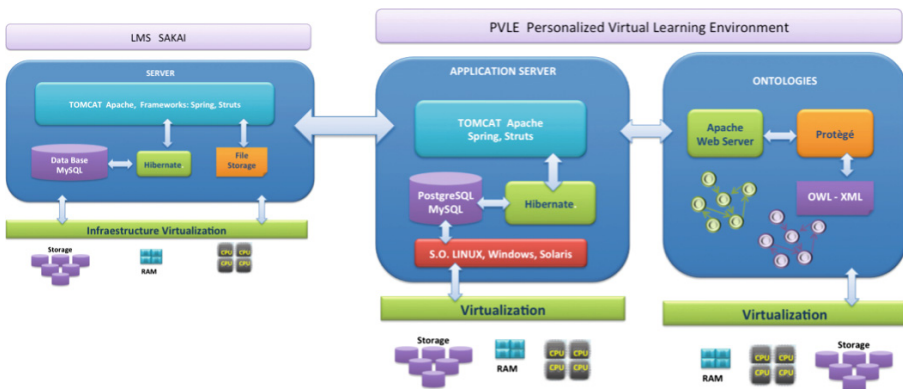 LMS SAKAI
SERVER
TOMCAT Apache, Frameworks: Spring, Struts
Data Base
MySQL
Hibernate.
File
Storage
Infraestructure Virtualization
Storage
RAM
CPU CPU
CPU CPU
PVLE Personalized Virtual Learning Environment
APPLICATION SERVER
TOMCAT Apache
Spring, Struts
PostgreSQL
MySQL
Hibernate.
S.O. LINUX, Windows, Solaris
Virtualization
Storage
RAM
CPU CPU
CPU CPU
ONTOLOGIES
Apache
Web Server
Protègé
OWL - XML
C C C C C C
C C C C C C
Virtualization
RAM
CPU CPU
CPU CPU
Storage